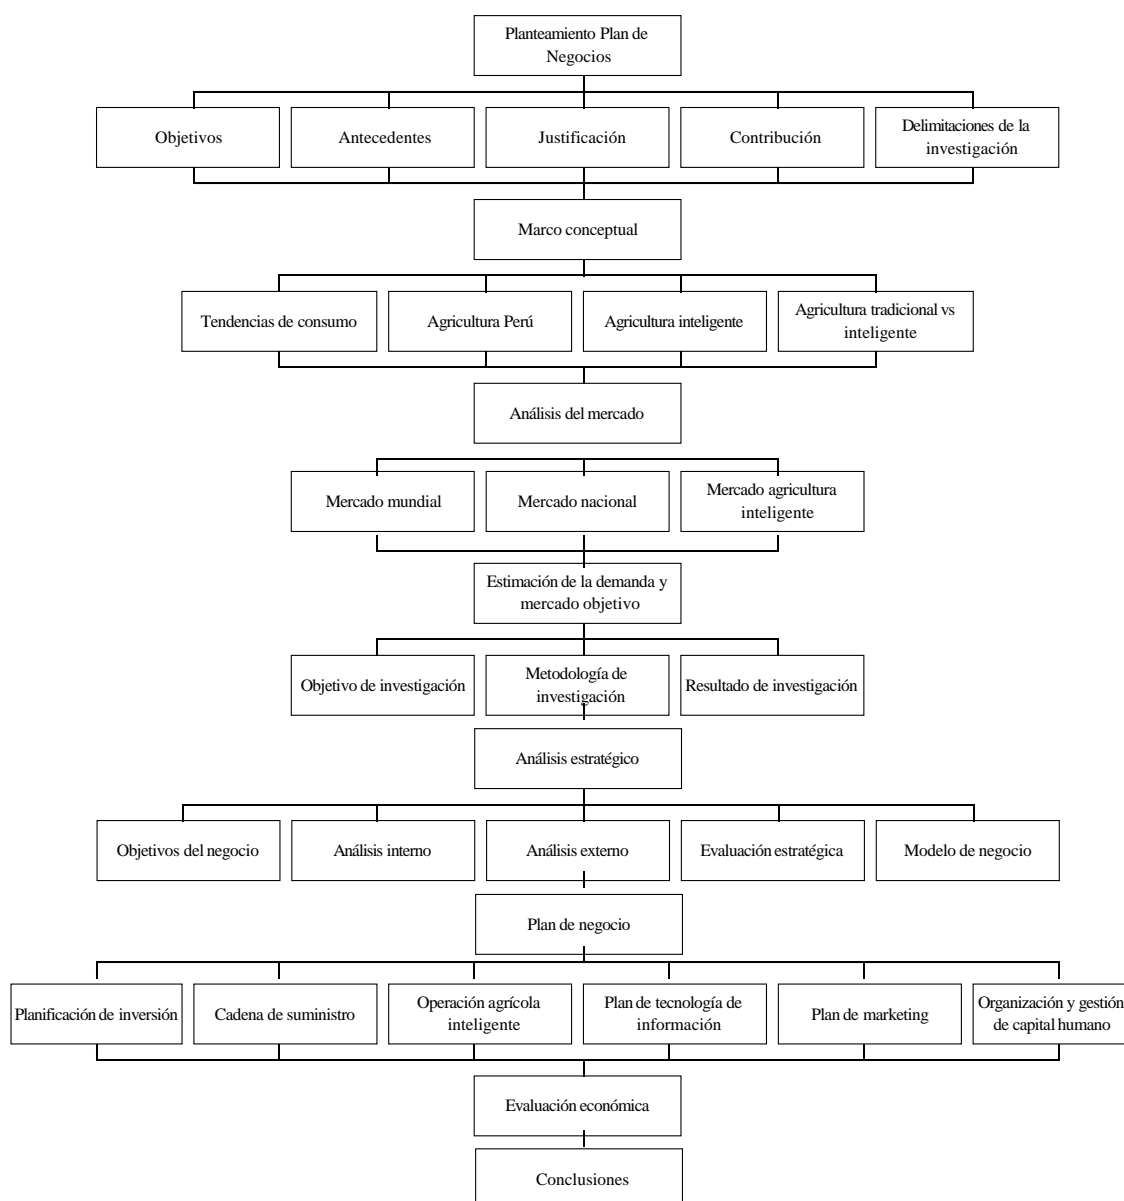 Planteamiento Plan de
Negocios
Objetivos
Antecedentes
Justificación
Contribución
Delimitaciones de la
investigación
Marco conceptual
Tendencias de consumo
Agricultura Perú
Agricultura inteligente
Agricultura tradicional vs
inteligente
Análisis del mercado
Mercado mundial
Mercado nacional
Mercado agricultura
inteligente
Estimación de la demanda y
mercado objetivo
Objetivo de investigación
Metodología de
investigación
Resultado de investigación
Análisis estratégico
Objetivos del negocio
Análisis interno
Análisis externo
Evaluación estratégica
Modelo de negocio
Plan de negocio
Planificación de inversión
Cadena de suministro
Operación agrícola
inteligente
Plan de tecnología de
información
Plan de marketing
Organización y gestión
de capital humano
Evaluación económica
Conclusiones